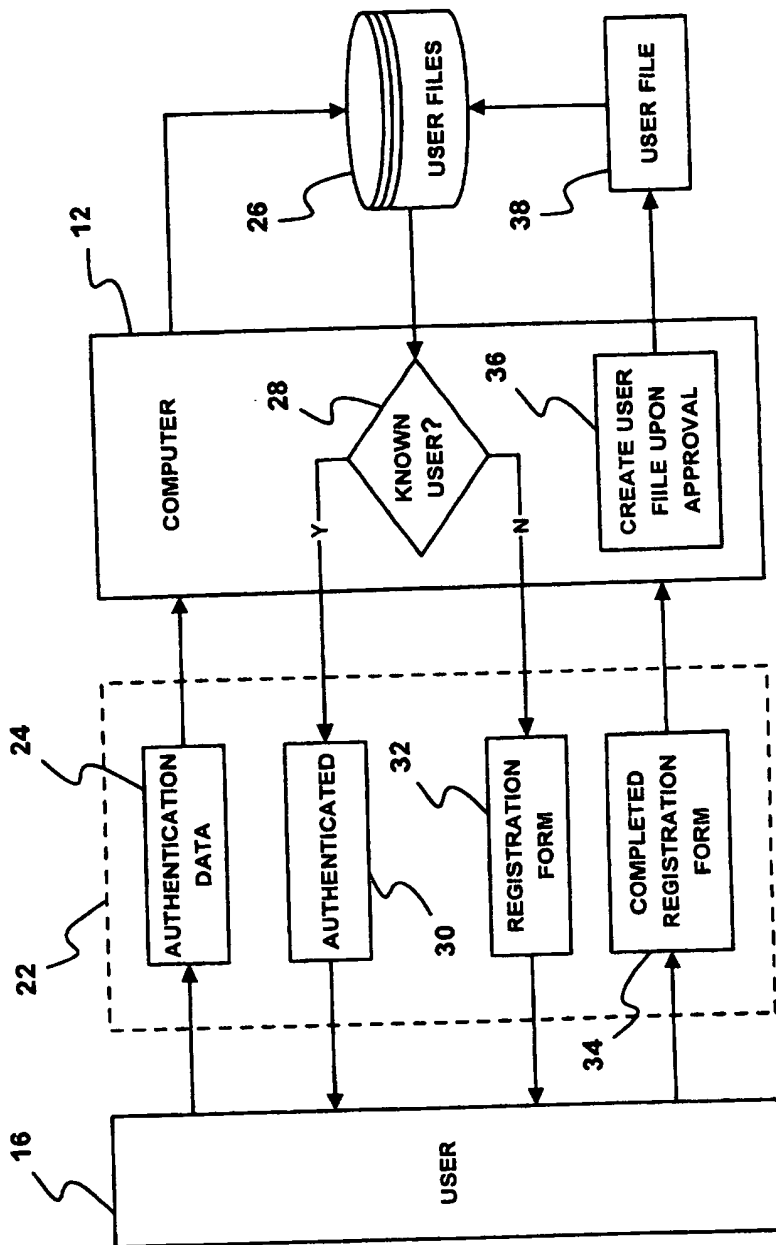 16
USER
22
24
AUTHENTICATION
DATA
AUTHENTICATED
30
32
REGISTRATION
FORM
COMPLETED
REGISTRATION
FORM
34
12
COMPUTER
28
KNOWN
USER?
Y
N
36
CREATE USER
FIILE UPON
APPROVAL
26
USER FILES
38
USER FILE